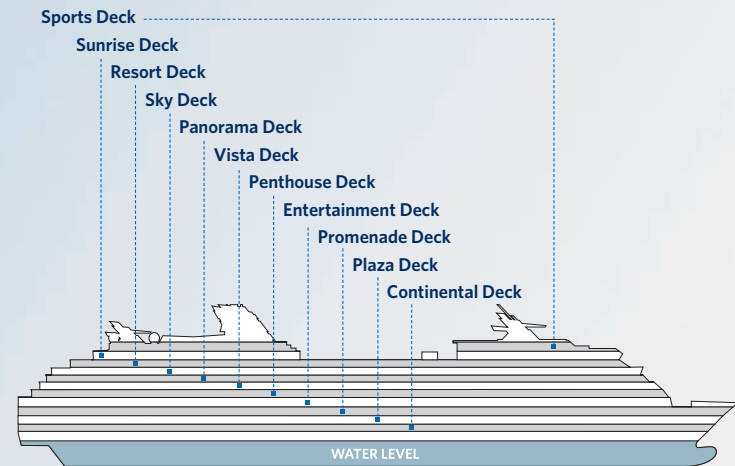 Sports Deck
Sunrise Deck
Resort Deck
Sky Deck
Panorama Deck
Vista Deck
Penthouse Deck
Entertainment Deck
Promenade Deck
Plaza Deck
Continental Deck
WATER LEVEL